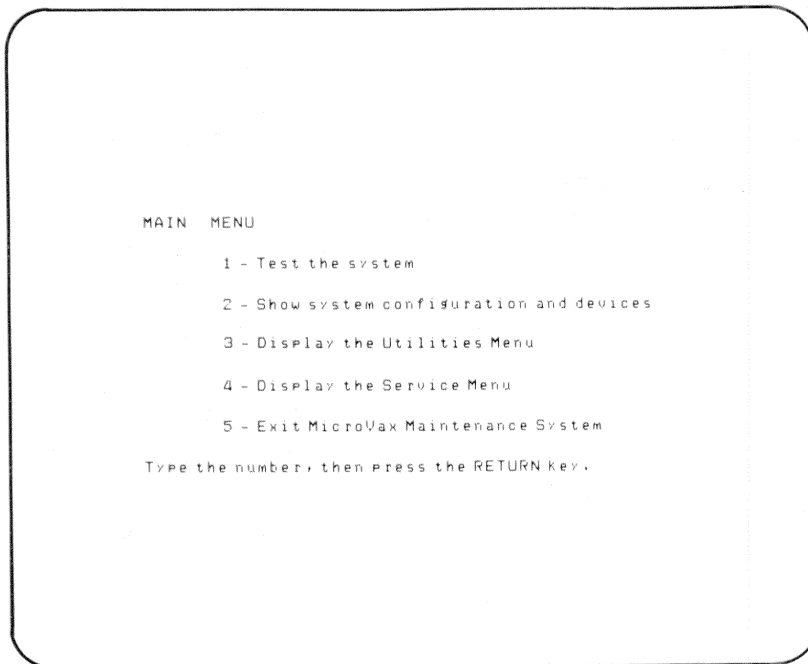 MAIN MENU
1 - Test the system
2 - Show system configuration and devices
3 - Display the Utilities Menu
4 - Display the Service Menu
5 - Exit MicroVax Maintenance System
Type the number, then press the RETURN key.